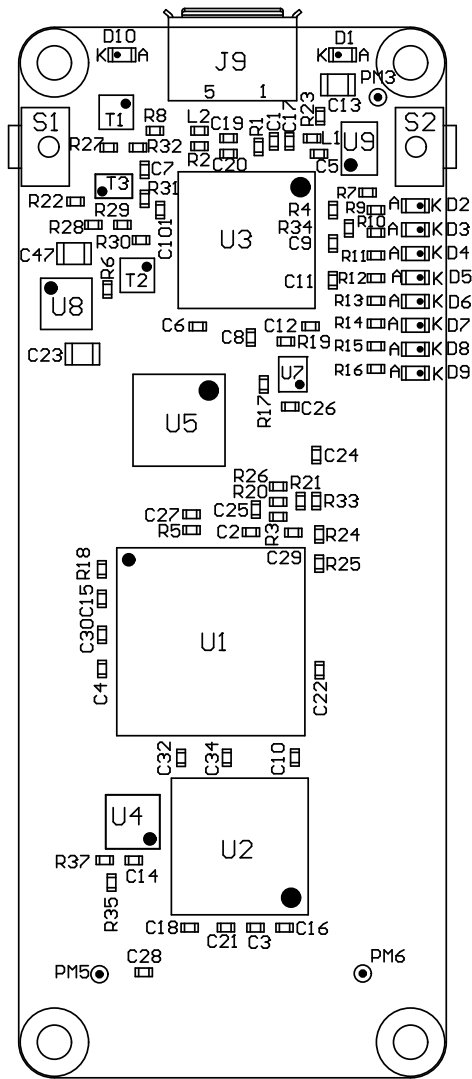 D10
D1
K A
K A
J9
PM3
5 1
C13
S1
T1
R8
L2
C19
R1
C1
C17
R23
L1
U9
S2
R27
R32
R2
C20
C5
C7
T3
R31
R22
R29
R28
C101
R30
U3
R4
R34
C9
C11
R7
R9
R10
R11
R12
R13
R14
R15
R16
A K D2
A K D3
A K D4
A K D5
A K D6
A K D7
A K D8
A K D9
C47
R6
T2
U8
C6
C8
C12
R19
C23
U7
R17
C26
U5
C24
R26
R20
R21
C25
R33
C27
R5
C2
R3
R24
C29
R25
R18
C15
C30
C4
U1
C22
C32
C34
C10
U4
U2
R37
C14
R35
C18
C21
C3
C16
C28
PM5
PM6